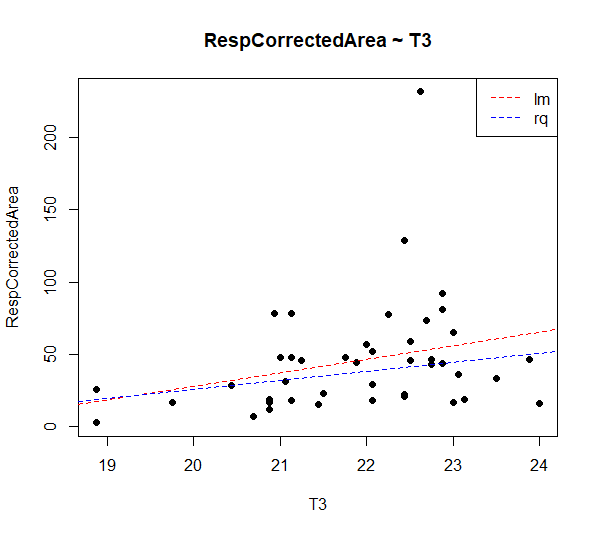 RespCorrectedArea ~ T3
lm
rq
RespCorrectedArea
200
150
100
50
0
19 20 21 22 23 24
T3